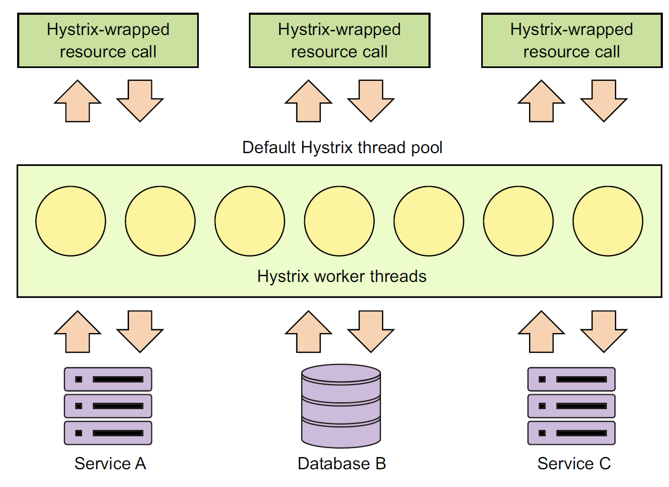 Hystrix-wrapped
resource call
Hystrix-wrapped
resource call
Hystrix-wrapped
resource call
Default Hystrix thread pool
Hystrix worker threads
Service A
Database B
Service C